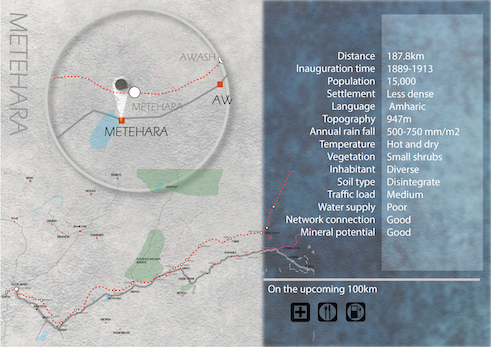 METEHARA
AWASH
AW
METEHARA
METEHARA
Distance 187.8km
Inauguration time 1889-1913
Population 15,000
Settlement Less dense
Language Amharic
Topography 947m
Annual rain fall 500-750 mm/m2
Temperature Hot and dry
Vegetation Small shrubs
Inhabitant Diverse
Soil type Disintegrate
Traffic load Medium
Water supply Poor
Network connection Good
Mineral potential Good
On the upcoming 100km